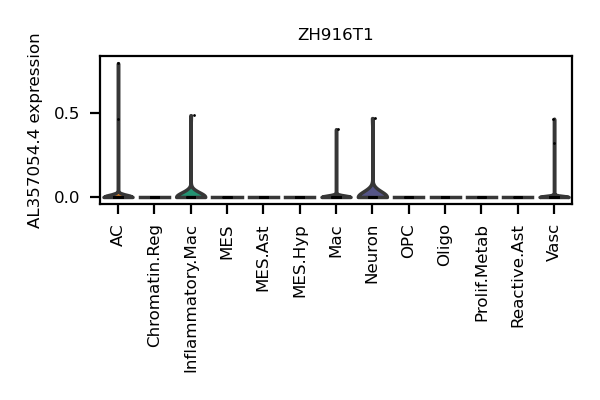 ZH916T1
AL357054.4 expression
0.5
0.0
AC
Chromatin.Reg
Inflammatory.Mac
MES
MES.Ast
MES.Hyp
Mac
Neuron
OPC
Oligo
Prolif.Metab
Reactive.Ast
Vasc